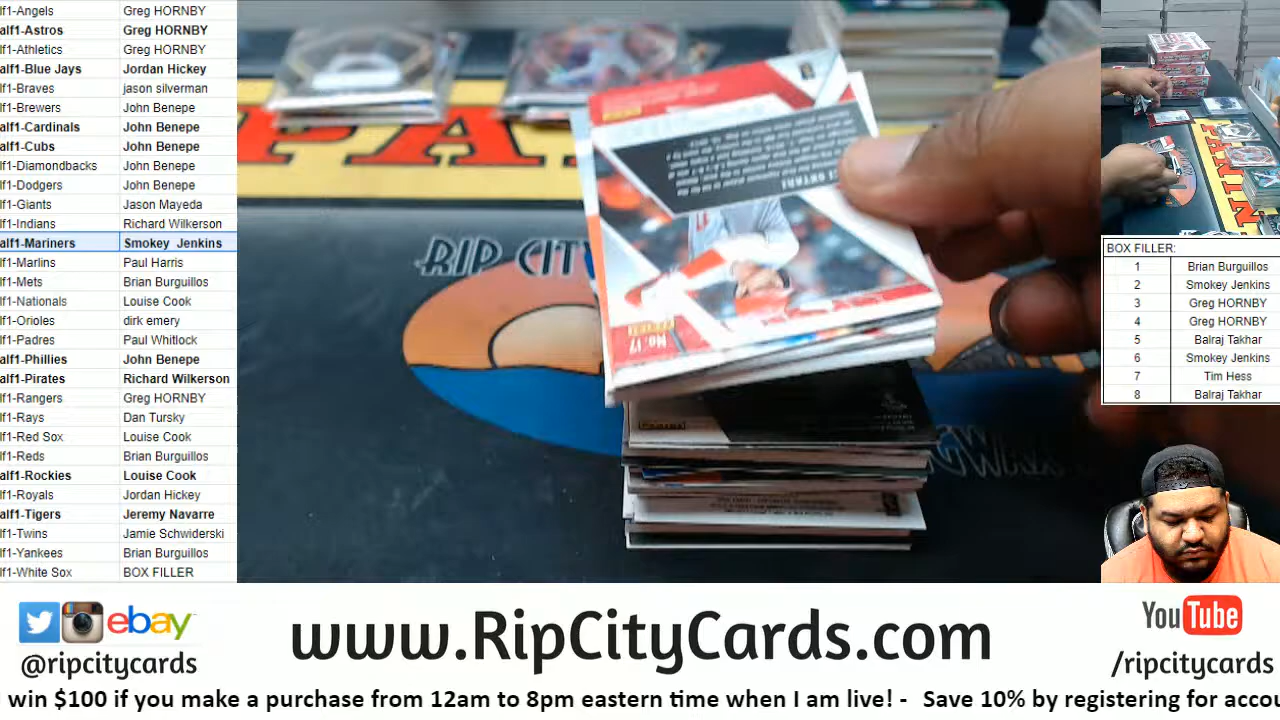 lf1-Angels Greg HORNBY
alf1-Astros Greg HORNBY
lf1-Athletics Greg HORNBY
alf1-Blue Jays Jordan Hickey
lf1-Braves jason silverman
lf1-Brewers John Benepe
alf1-Cardinals John Benepe
alf1-Cubs John Benepe
lf1-Diamondbacks John Benepe
lf1-Dodgers John Benepe
lf1-Giants Jason Mayeda
lf1-Indians Richard Wilkerson
alf1-Mariners Smokey Jenkins
lf1-Marlins Paul Harris
lf1-Mets Brian Burguillos
lf1-Nationals Louise Cook
lf1-Orioles dirk emery
lf1-Padres Paul Whitlock
alf1-Phillies John Benepe
alf1-Pirates Richard Wilkerson
lf1-Rangers Greg HORNBY
lf1-Rays Dan Tursky
lf1-Red Sox Louise Cook
lf1-Reds Brian Burguillos
alf1-Rockies Louise Cook
lf1-Royals Jordan Hickey
alf1-Tigers Jeremy Navarre
lf1-Twins Jamie Schwiderski
lf1-Yankees Brian Burguillos
lf1-White Sox BOX FILLER
RIP CITY
No. 17
PANINI
BOX FILLER:
1 Brian Burguillos
2 Smokey Jenkins
3 Greg HORNBY
4 Greg HORNBY
5 Balraj Takhar
6 Smokey Jenkins
7 Tim Hess
8 Balraj Takhar
ebay
@ripcitycards
www.RipCityCards.com
YouTube
/ripcitycards
win $100 if you make a purchase from 12am to 8pm eastern time when I am live! - Save 10% by registering for accou